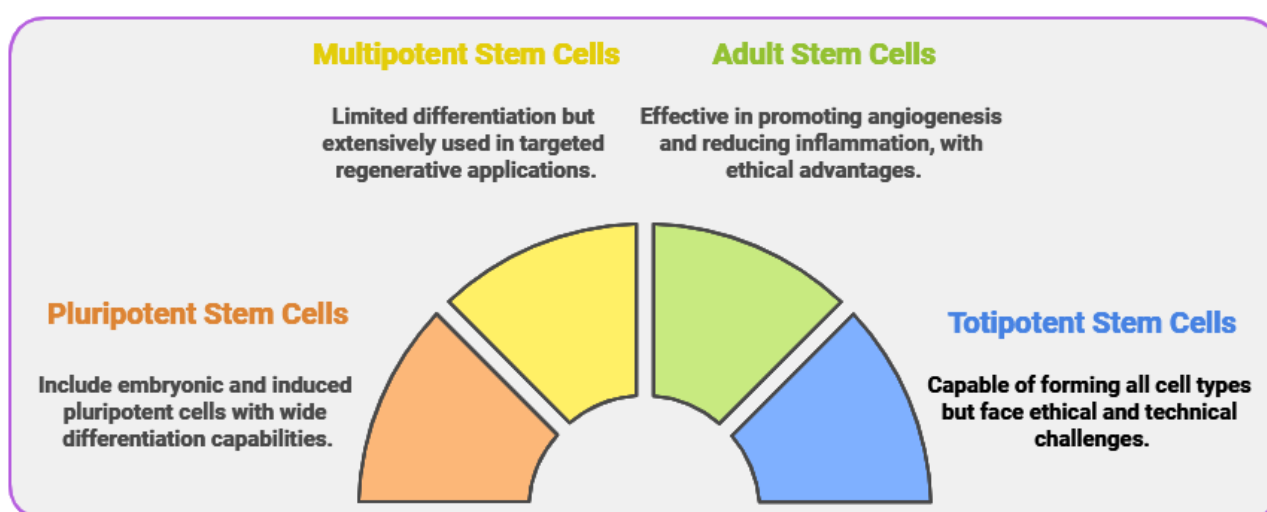 Multipotent Stem Cells
Limited differentiation but
extensively used in targeted
regenerative applications.
Adult Stem Cells
Effective in promoting angiogenesis
and reducing inflammation, with
ethical advantages.
Pluripotent Stem Cells
Include embryonic and induced
pluripotent cells with wide
differentiation capabilities.
Totipotent Stem Cells
Capable of forming all cell types
but face ethical and technical
challenges.